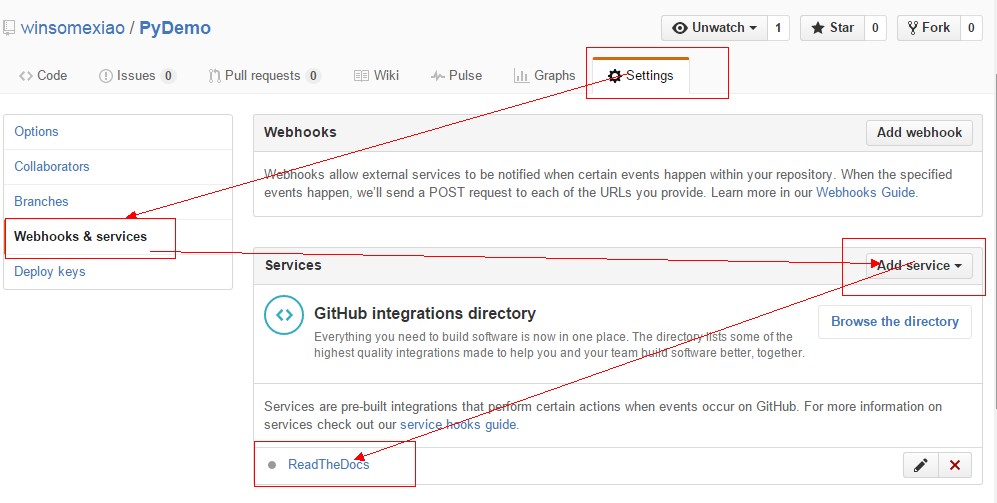 winsomexiao / PyDemo
Unwatch 1 Star 0 Fork 0
Code Issues 0 Pull requests 0 Wiki Pulse Graphs Settings
Options
Collaborators
Branches
Webhooks & services
Deploy keys
Webhooks
Add webhook
Webhooks allow external services to be notified when certain events happen within your repository. When the specified
events happen, we'll send a POST request to each of the URLs you provide. Learn more in our Webhooks Guide.
Services
Add service
GitHub integrations directory
Everything you need to build software is now in one place. The directory lists some of the
highest quality integrations made to help you and your team build software better, together.
Browse the directory
Services are pre-built integrations that perform certain actions when events occur on GitHub. For more information on
services check out our service hooks guide.
ReadTheDocs